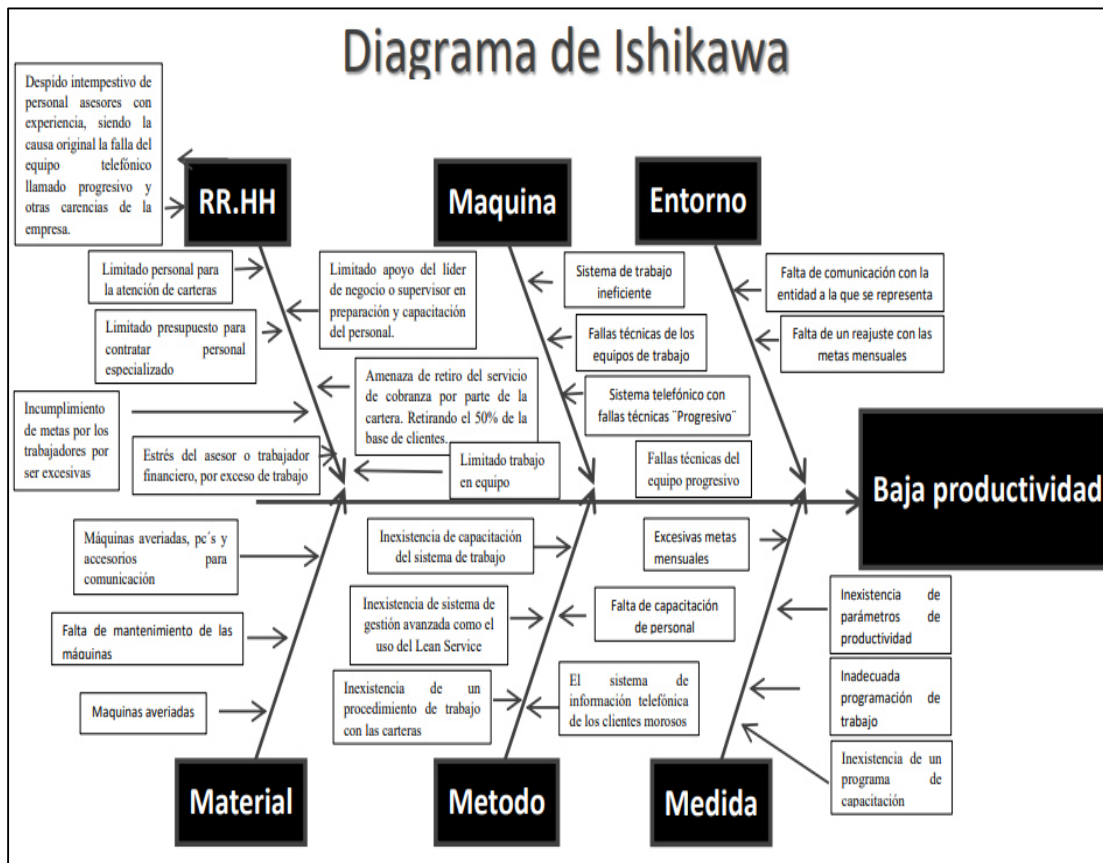 Diagrama de Ishikawa
Despido intempestivo de
personal asesores con
experiencia, siendo la
causa original la falla del
equipo telefónico
llamado progresivo y
otras carencias de la
empresa.
RR.HH
Maquina
Entorno
Limitado personal para
la atención de carteras
Limitado presupuesto para
contratar personal
especializado
Incumplimiento
de metas por los
trabajadores por
ser excesivas
Estrés del asesor o trabajador
financiero, por exceso de trabajo
Limitado apoyo del líder
de negocio o supervisor en
preparación y capacitación
del personal.
Amenaza de retiro del servicio
de cobranza por parte de la
cartera. Retirando el 50% de la
base de clientes.
Limitado trabajo
en equipo
Sistema de trabajo
ineficiente
Fallas técnicas de los
equipos de trabajo
Sistema telefónico con
fallas técnicas ¨Progresivo¨
Fallas técnicas del
equipo progresivo
Falta de comunicación con la
entidad a la que se representa
Falta de un reajuste con las
metas mensuales
Baja productividad
Máquinas averiadas, pc´s y
accesorios para
comunicación
Falta de mantenimiento de las
máquinas
Maquinas averiadas
Inexistencia de capacitación
del sistema de trabajo
Inexistencia de sistema de
gestión avanzada como el
uso del Lean Service
Inexistencia de un
procedimiento de trabajo
con las carteras
Falta de capacitación
de personal
El sistema de
información telefónica
de los clientes morosos
Excesivas metas
mensuales
Inexistencia de
parámetros de
productividad
Inadecuada
programación de
trabajo
Inexistencia de un
programa de
capacitación
Material
Metodo
Medida